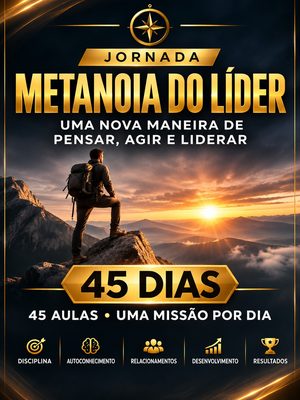 JORNADA
METANOIA DO LÍDER
UMA NOVA MANEIRA DE
PENSAR, AGIR E LIDERAR
45 DIAS
45 AULAS • UMA MISSÃO POR DIA
DISCIPLINA
AUTOCONHECIMENTO
RELACIONAMENTOS
DESENVOLVIMENTO
RESULTADOS